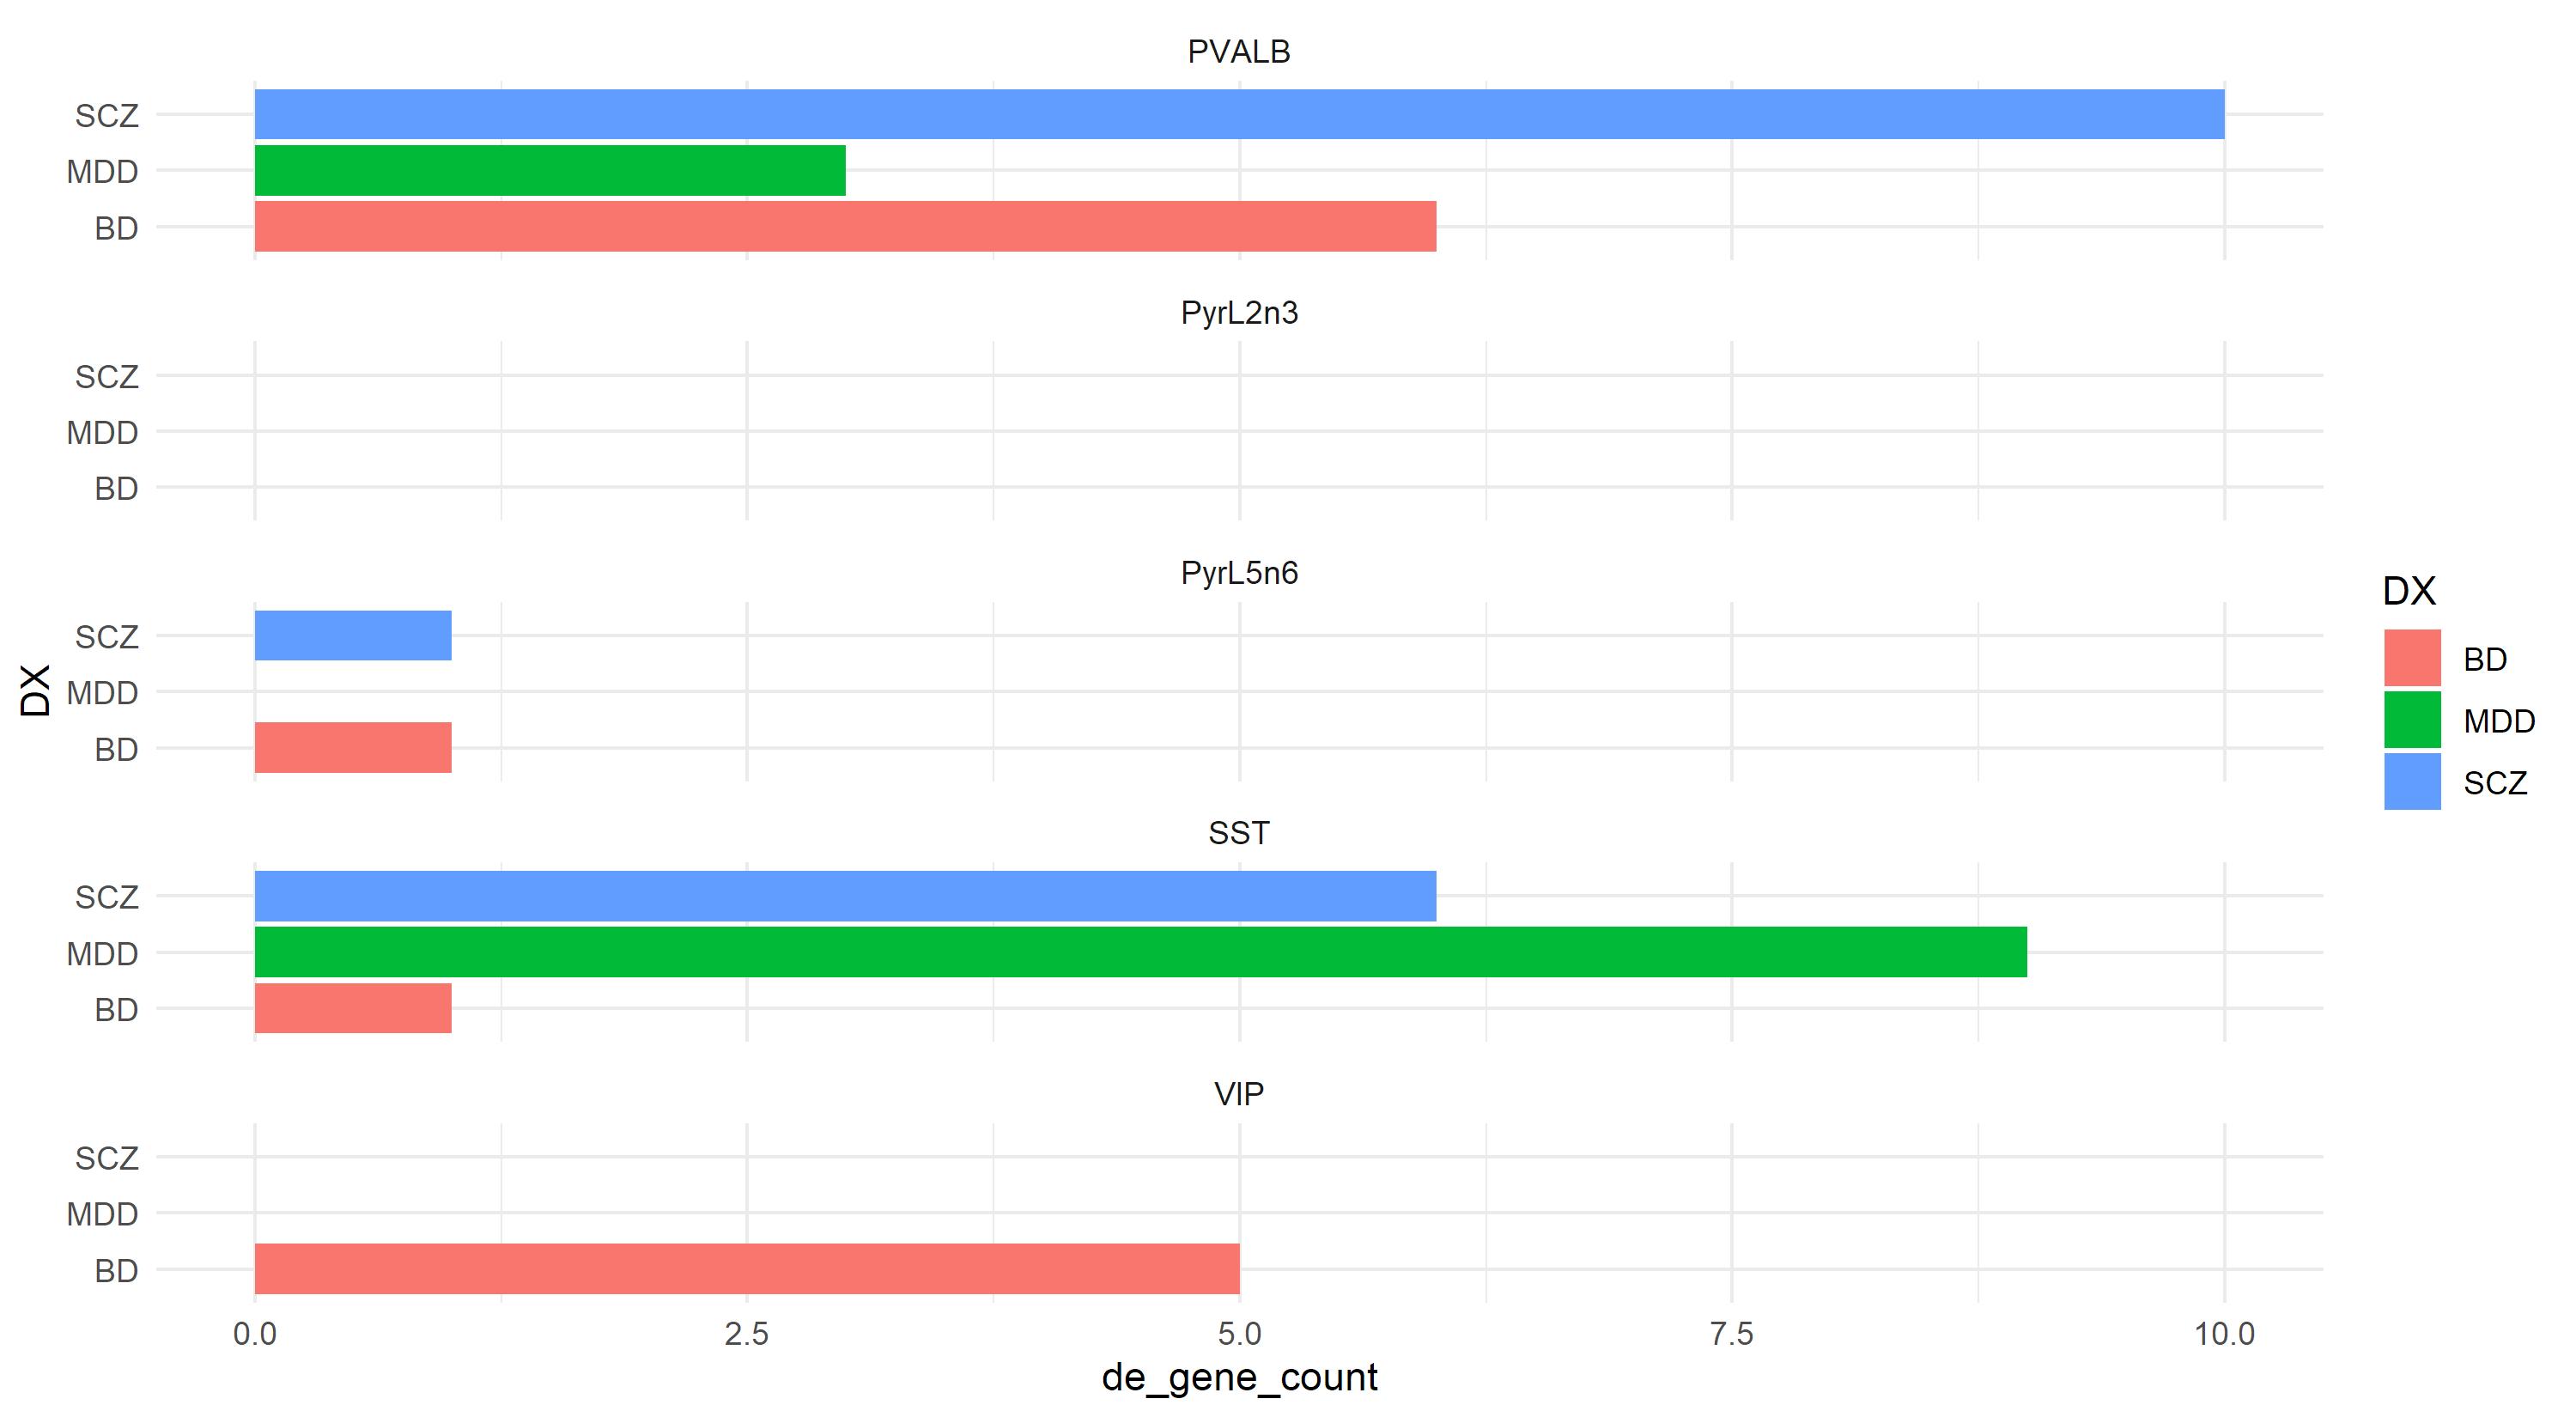 PVALB
SCZ
MDD
BD
PyrL2n3
SCZ
MDD
BD
PyrL5n6
SCZ
MDD
BD
SST
SCZ
MDD
BD
VIP
SCZ
MDD
BD
0.0 2.5 5.0 7.5 10.0
de_gene_count
DX
DX
BD
MDD
SCZ